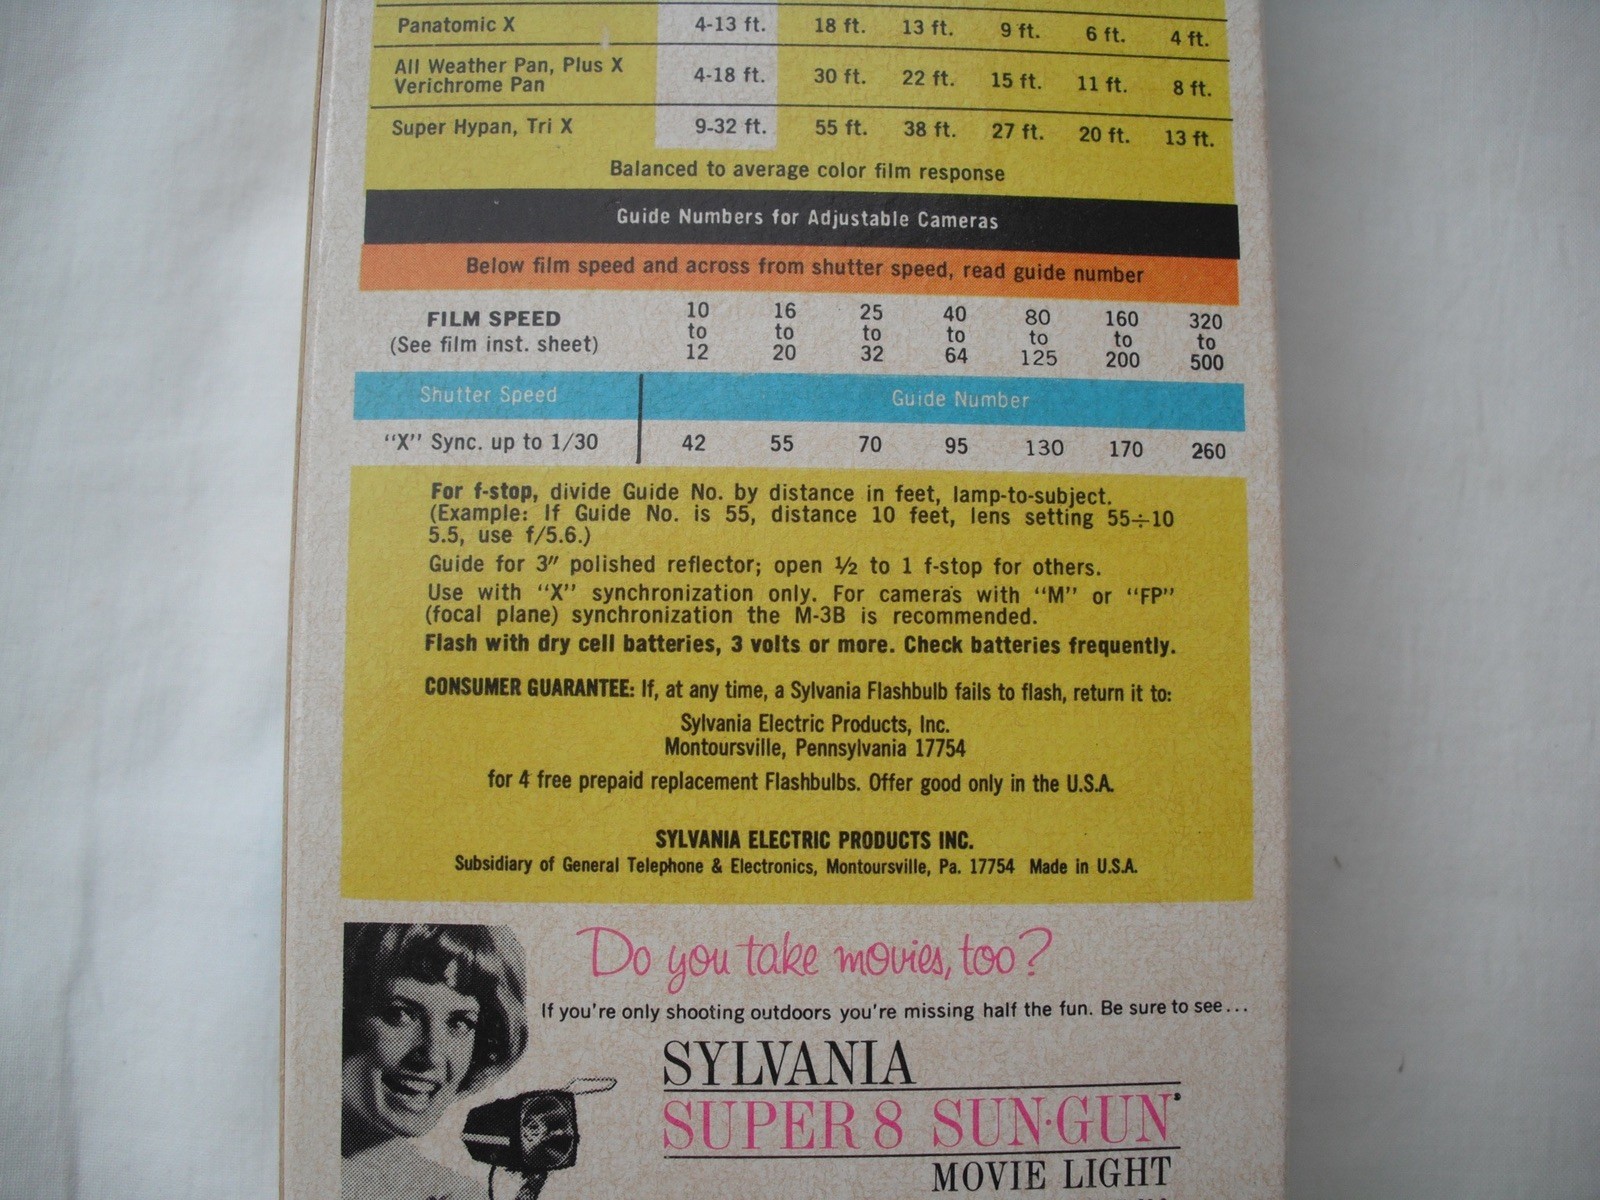 Panatomic X 4-13 ft. 18 ft. 13 ft. 9 ft. 6 ft. 4 ft.
All Weather Pan, Plus X
Verichrome Pan 4-18 ft. 30 ft. 22 ft. 15 ft. 11 ft. 8 ft.
Super Hypan, Tri X 9-32 ft. 55 ft. 38 ft. 27 ft. 20 ft. 13 ft.
Balanced to average color film response
Guide Numbers for Adjustable Cameras
Below film speed and across from shutter speed, read guide number
FILM SPEED
(See film inst. sheet)
10 16 25 40 80 160 320
to to to to to to to
12 20 32 64 125 200 500
Shutter Speed Guide Number
"X" Sync. up to 1/30 42 55 70 95 130 170 260
For f-stop, divide Guide No. by distance in feet, lamp-to-subject.
(Example: If Guide No. is 55, distance 10 feet, lens setting 55÷10
5.5, use f/5.6.)
Guide for 3" polished reflector; open ½ to 1 f-stop for others.
Use with "X" synchronization only. For cameras with "M" or "FP"
(focal plane) synchronization the M-3B is recommended.
Flash with dry cell batteries, 3 volts or more. Check batteries frequently.
CONSUMER GUARANTEE: If, at any time, a Sylvania Flashbulb fails to flash, return it to:
Sylvania Electric Products, Inc.
Montoursville, Pennsylvania 17754
for 4 free prepaid replacement Flashbulbs. Offer good only in the U.S.A.
SYLVANIA ELECTRIC PRODUCTS INC.
Subsidiary of General Telephone & Electronics, Montoursville, Pa. 17754 Made in U.S.A.
Do you take movies, too?
If you're only shooting outdoors you're missing half the fun. Be sure to see...
SYLVANIA
SUPER 8 SUN·GUN
MOVIE LIGHT